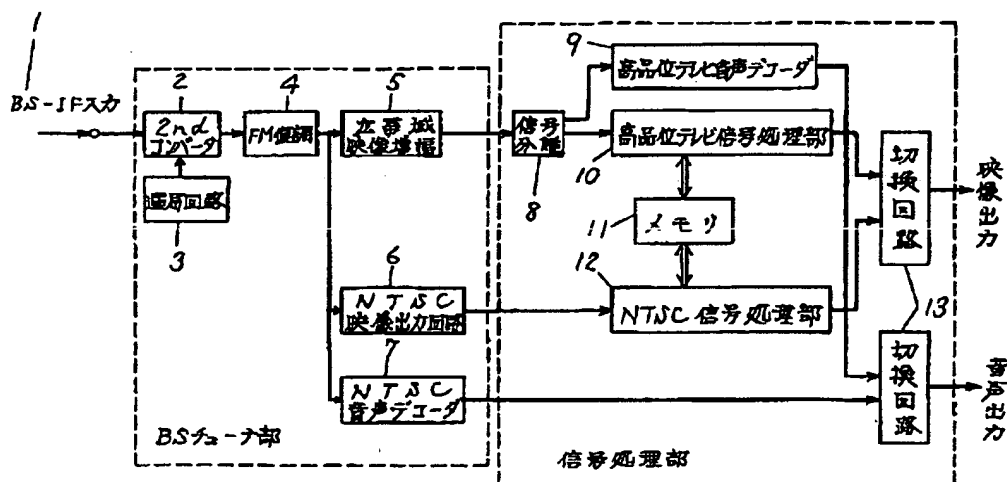 1
BS-IF入力
2
2nd
コンバータ
選局回路
3
4
FM復調
5
広帯域
映像増幅
6
NTSC
映像出力回路
7
NTSC
音声デコーダ
BSチューナ部
信号
分離
8
9
高品位テレビ音声デコーダ
高品位テレビ信号処理部
10
11
メモリ
12
NTSC信号処理部
切換回路
映像出力
13
切換回路
音声出力
信号処理部